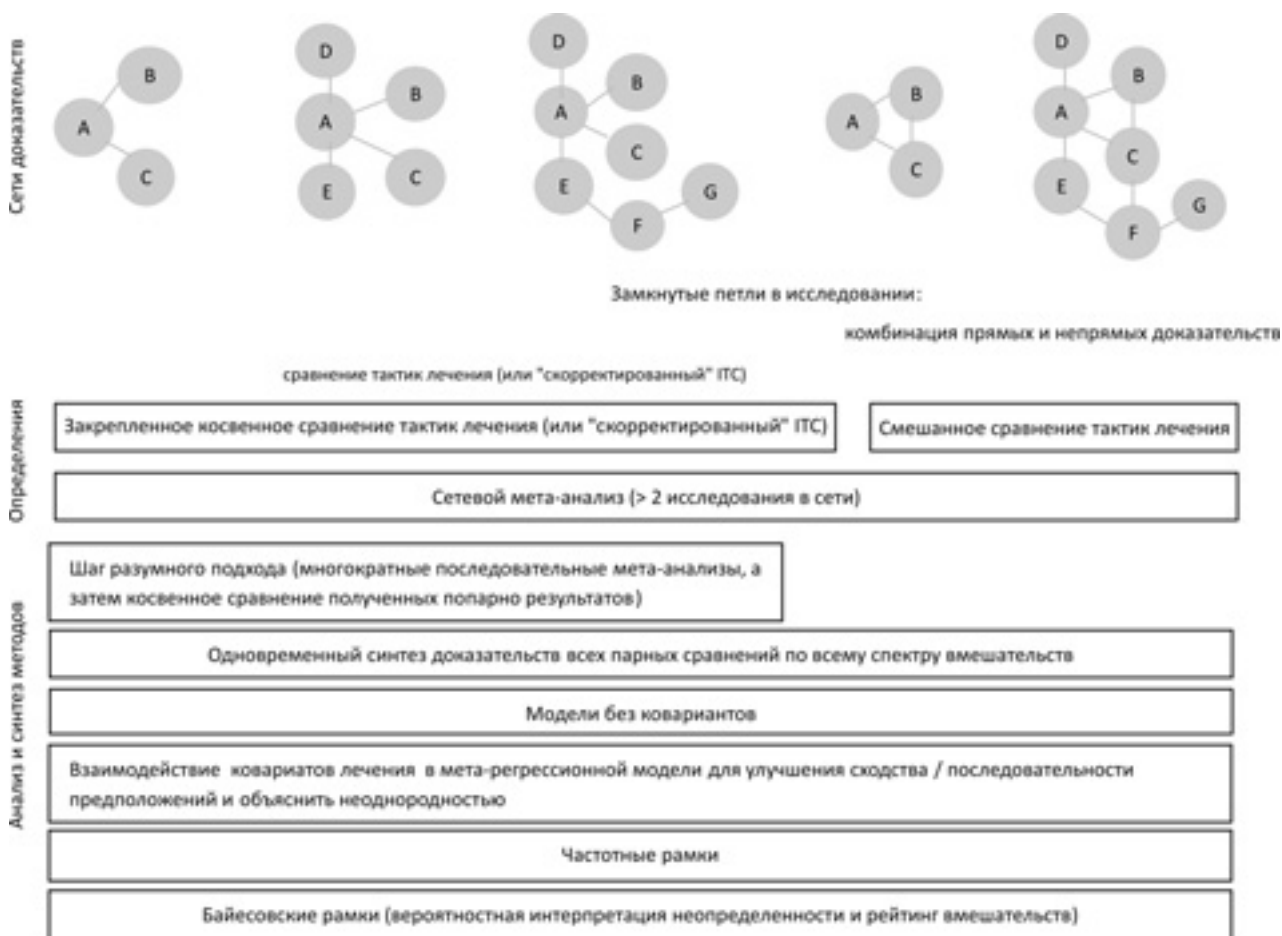 Сети доказательств
B
A
C
D
B
A
C
E
D
B
A
C
E
G
F
B
A
C
D
B
A
C
E
G
F
Замкнутые петли в исследовании:
комбинация прямых и непрямых доказательств
сравнение тактик лечения (или "скорректированный" ITC)
Определения
Закрепленное косвенное сравнение тактик лечения (или "скорректированный" ITC)
Смешанное сравнение тактик лечения
Сетевой мета-анализ (> 2 исследования в сети)
Анализ и синтез методов
Шаг разумного подхода (многократные последовательные мета-анализы, а
затем косвенное сравнение полученных попарно результатов)
Одновременный синтез доказательств всех парных сравнений по всему спектру вмешательств
Модели без ковариантов
Взаимодействие ковариатов лечения в мета-регрессионной модели для улучшения сходства / последовательности
предположений и объяснить неоднородностью
Частотные рамки
Байесовские рамки (вероятностная интерпретация неопределенности и рейтинг вмешательств)